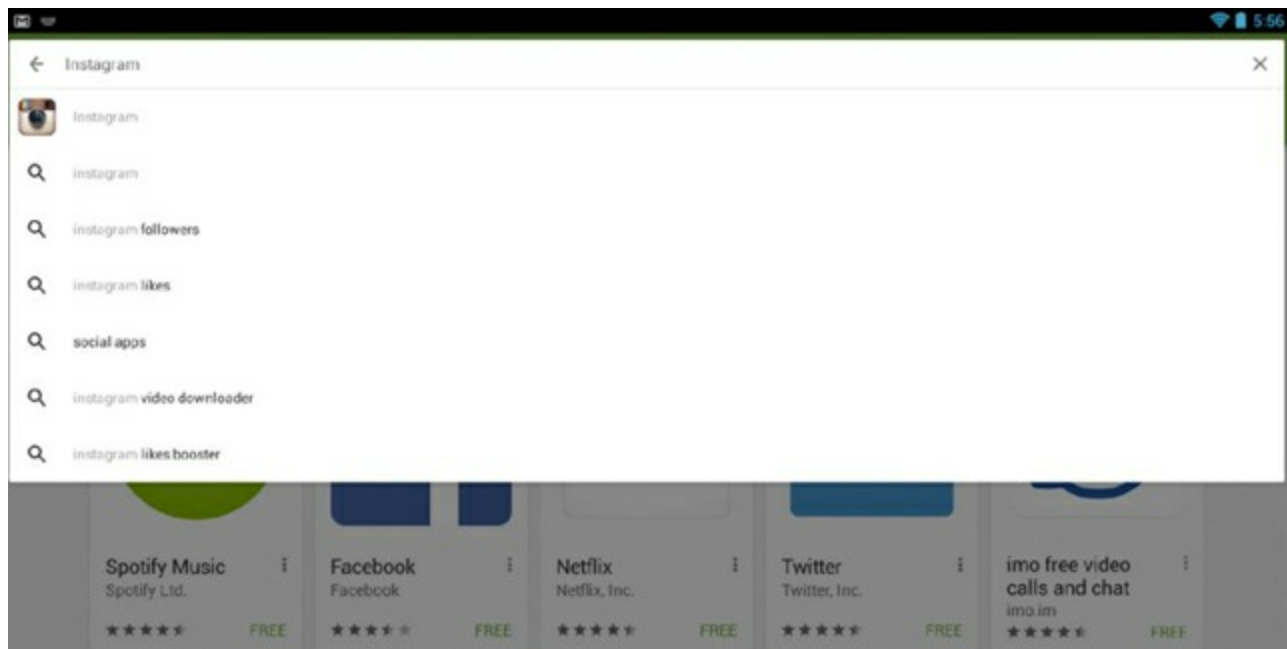 5:56
Instagram
Instagram
instagram
instagram followers
instagram likes
social apps
instagram video downloader
instagram likes booster
Spotify Music
Spotify Ltd.
FREE
Facebook
Facebook
FREE
Netflix
Netflix, Inc.
FREE
Twitter
Twitter, Inc.
FREE
imo free video
calls and chat
imo.im
FREE